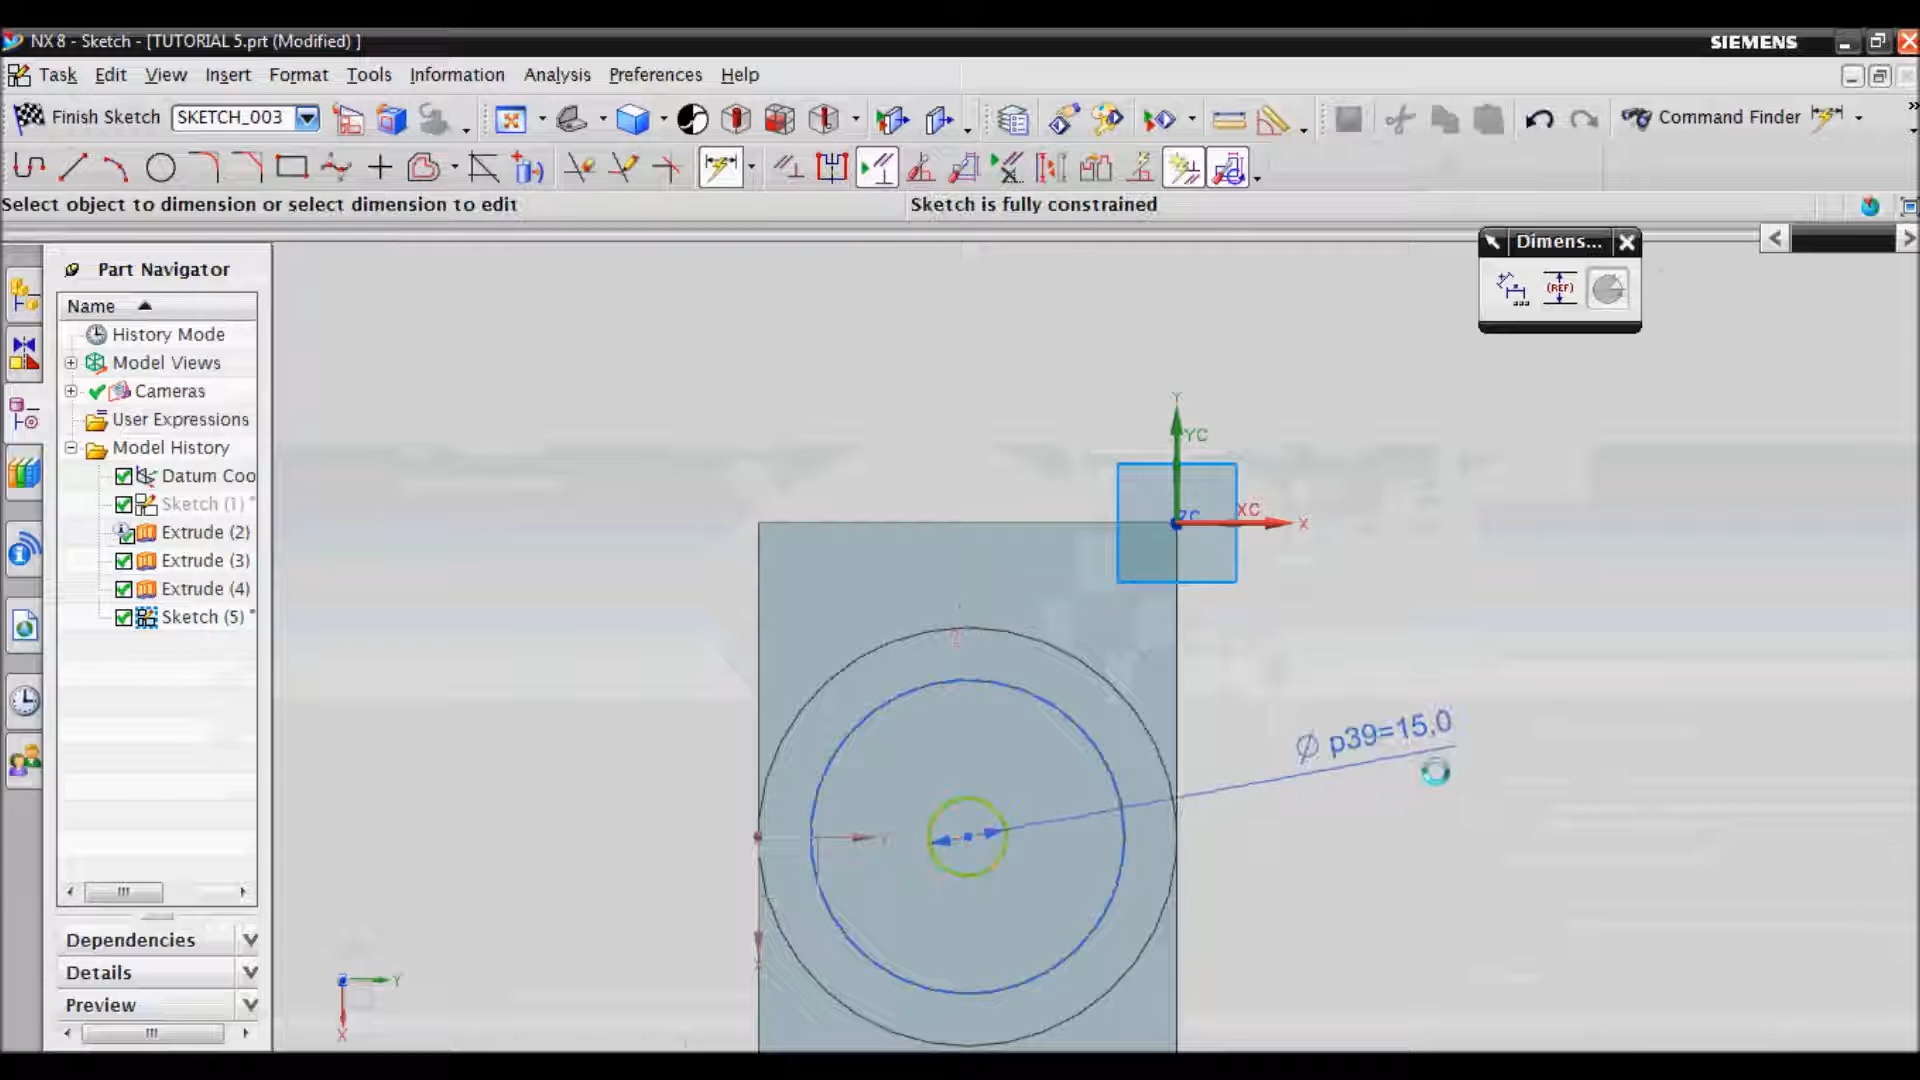 NX 8 - Sketch - [TUTORIAL 5.prt (Modified) ]
SIEMENS
Task Edit View Insert Format Tools Information Analysis Preferences Help
Finish Sketch SKETCH_003
Command Finder
Select object to dimension or select dimension to edit
Sketch is fully constrained
Dimens...
(REF)
Part Navigator
Name
History Mode
Model Views
Cameras
User Expressions
Model History
Datum Coo
Sketch (1) "
Extrude (2)
Extrude (3)
Extrude (4)
Sketch (5) "
Dependencies
Details
Preview
Y
YC
XC
X
ZC
Ø p39=15,0
Y
X